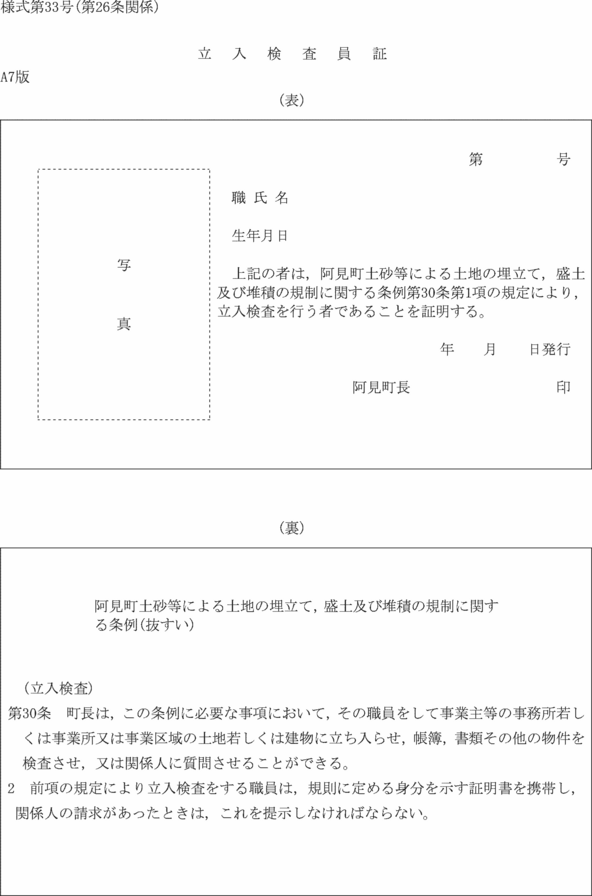 様式第33号(第26条関係)
立入検査員証
A7版
(表)
第　　　　　号
職 氏 名
生年月日
写
真
上記の者は，阿見町土砂等による土地の埋立て，盛土
及び堆積の規制に関する条例第30条第1項の規定により，
立入検査を行う者であることを証明する。
年　　月　　日発行
阿見町長　　　　　　　　　　印
(裏)
阿見町土砂等による土地の埋立て，盛土及び堆積の規制に関す
る条例(抜すい)
(立入検査)
第30条　町長は，この条例に必要な事項において，その職員をして事業主等の事務所若し
くは事業所又は事業区域の土地若しくは建物に立ち入らせ，帳簿，書類その他の物件を
検査させ，又は関係人に質問させることができる。
2　前項の規定により立入検査をする職員は，規則に定める身分を示す証明書を携帯し，
関係人の請求があったときは，これを提示しなければならない。